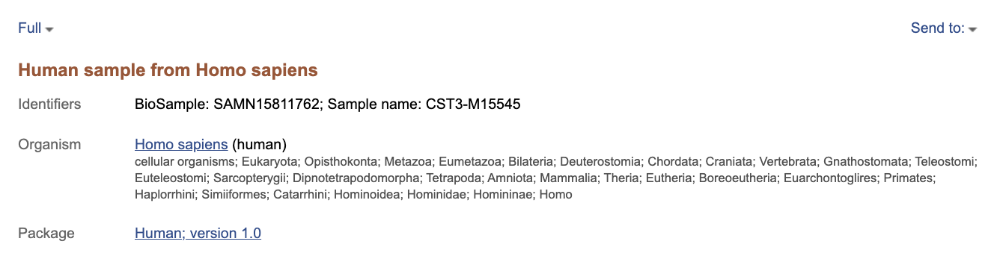 Full
Send to:
Human sample from Homo sapiens
Identifiers BioSample: SAMN15811762; Sample name: CST3-M15545
Organism Homo sapiens (human)
cellular organisms; Eukaryota; Opisthokonta; Metazoa; Eumetazoa; Bilateria; Deuterostomia; Chordata; Craniata; Vertebrata; Gnathostomata; Teleostomi;
Euteleostomi; Sarcopterygii; Dipnotetrapodomorpha; Tetrapoda; Amniota; Mammalia; Theria; Eutheria; Boreoeutheria; Euarchontoglires; Primates;
Haplorrhini; Simiiformes; Catarrhini; Hominoidea; Hominidae; Homininae; Homo
Package Human; version 1.0